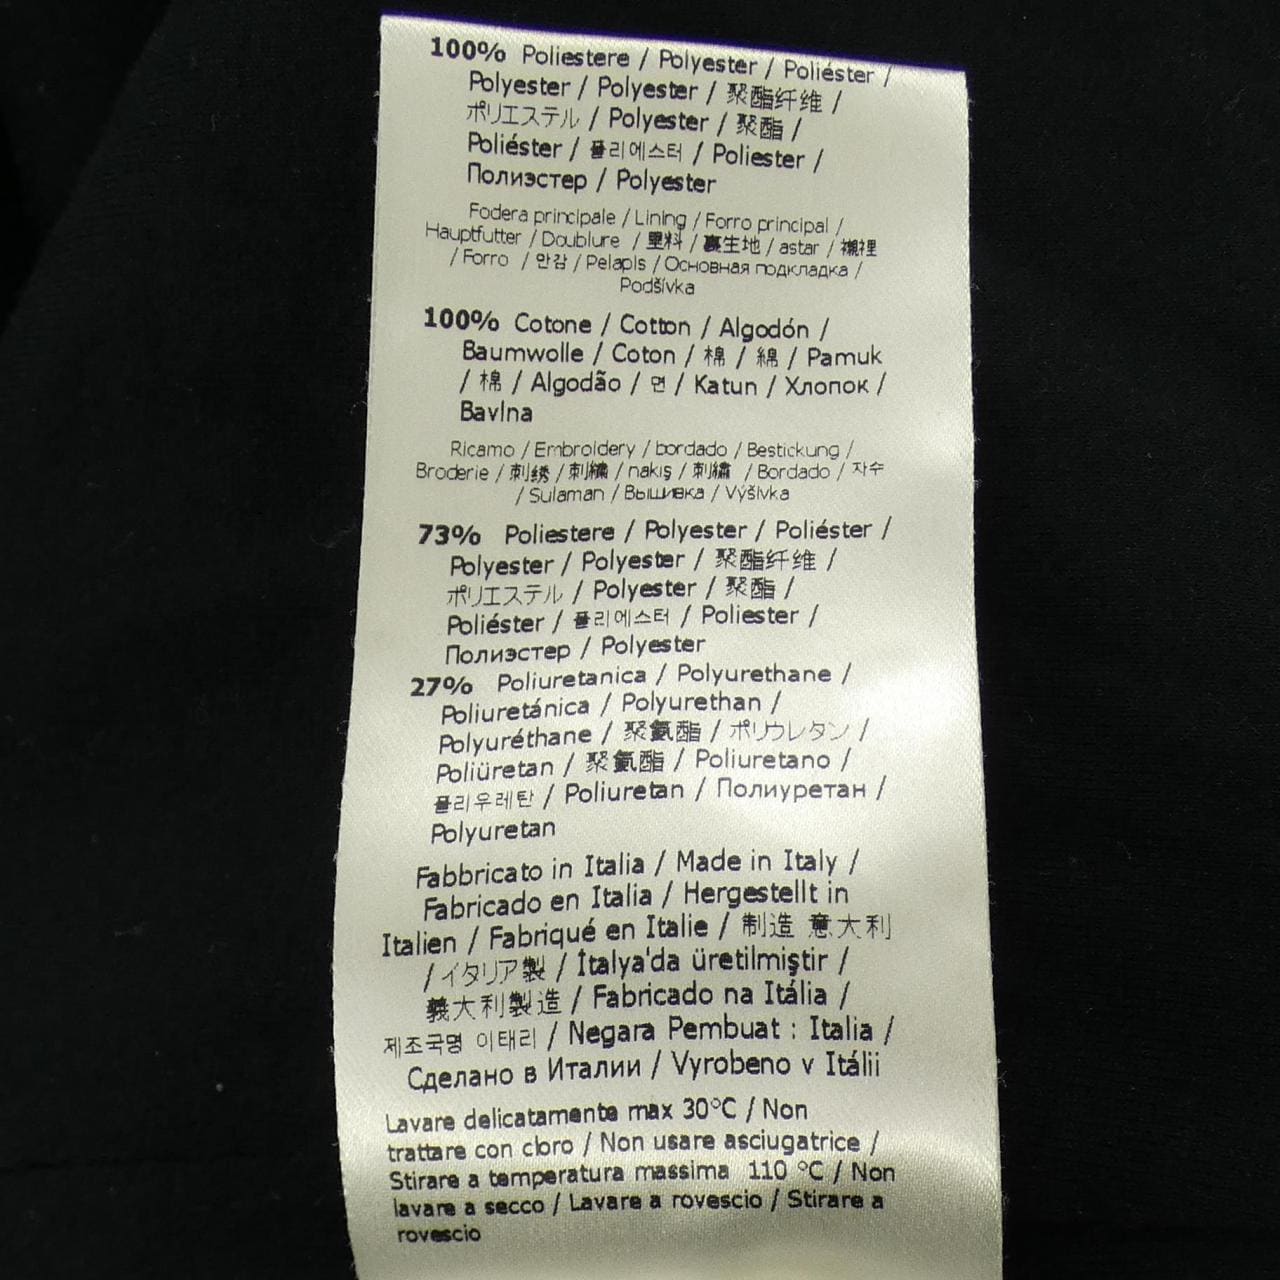 100% Poliestere / Polyester / Poliéster /
Polyester / Polyester / 聚酯纤维 /
ポリエステル / Polyester / 聚酯 /
Poliéster / 폴리에스터 / Poliester /
Полиэстер / Polyester
Fodera principale / Lining / Forro principal /
Hauptfutter / Doublure / 里料 / 裏生地 / astar / 襯裡
/ Forro / 안감 / Pelapis / Основная подкладка /
Podšívka
100% Cotone / Cotton / Algodón /
Baumwolle / Coton / 棉 / 綿 / Pamuk
/ 棉 / Algodão / 면 / Katun / Хлопок /
Bavlna
Ricamo / Embroidery / bordado / Bestickung /
Broderie / 刺绣 / 刺繍 / nakış / 刺繡 / Bordado / 자수
/ Sulaman / Вышивка / Výšivka
73% Poliestere / Polyester / Poliéster /
Polyester / Polyester / 聚酯纤维 /
ポリエステル / Polyester / 聚酯 /
Poliéster / 폴리에스터 / Poliester /
Полиэстер / Polyester
27% Poliuretanica / Polyurethane /
Poliuretánica / Polyurethan /
Polyuréthane / 聚氨酯 / ポリウレタン /
Poliüretan / 聚氨酯 / Poliuretano /
폴리우레탄 / Poliuretan / Полиуретан /
Polyuretan
Fabbricato in Italia / Made in Italy /
Fabricado en Italia / Hergestellt in
Italien / Fabriqué en Italie / 制造 意大利
/ イタリア製 / İtalya'da üretilmiştir /
義大利製造 / Fabricado na Itália /
제조국명 이태리 / Negara Pembuat : Italia /
Сделано в Италии / Vyrobeno v Itálii
Lavare delicatamente max 30°C / Non
trattare con cloro / Non usare asciugatrice /
Stirare a temperatura massima 110 °C / Non
lavare a secco / Lavare a rovescio / Stirare a
rovescio